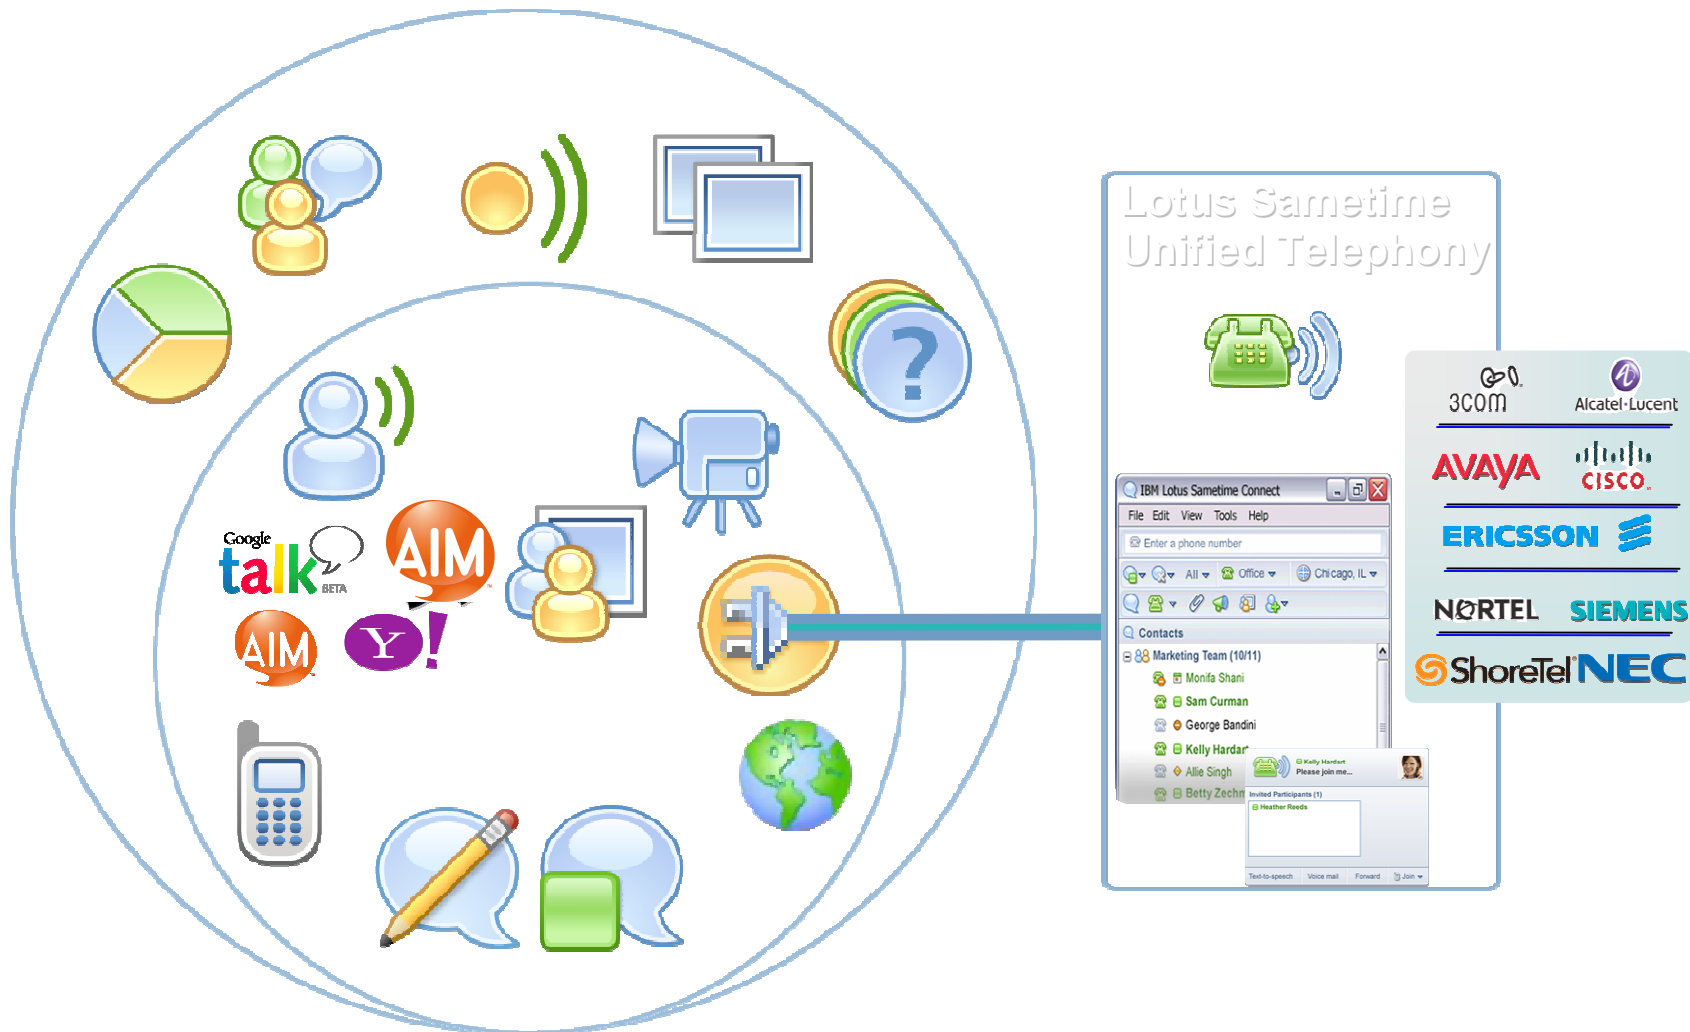 Lotus Sametime
Unified Telephony
3COM
Alcatel·Lucent
AVAYA
CISCO
ERICSSON
NORTEL
SIEMENS
ShoreTel
NEC
IBM Lotus Sametime Connect
File Edit View Tools Help
Enter a phone number
All Office Chicago, IL
Contacts
Marketing Team (10/11)
Monifa Shani
Sam Curman
George Bandini
Kelly Hardart
Allie Singh
Betty Zechm
Kelly Hardart
Please join me...
Invited Participants (1)
Heather Reeds
Text-to-speech Voice mail Forward Join
Google
talk
BETA
AIM
AIM
Y!
?